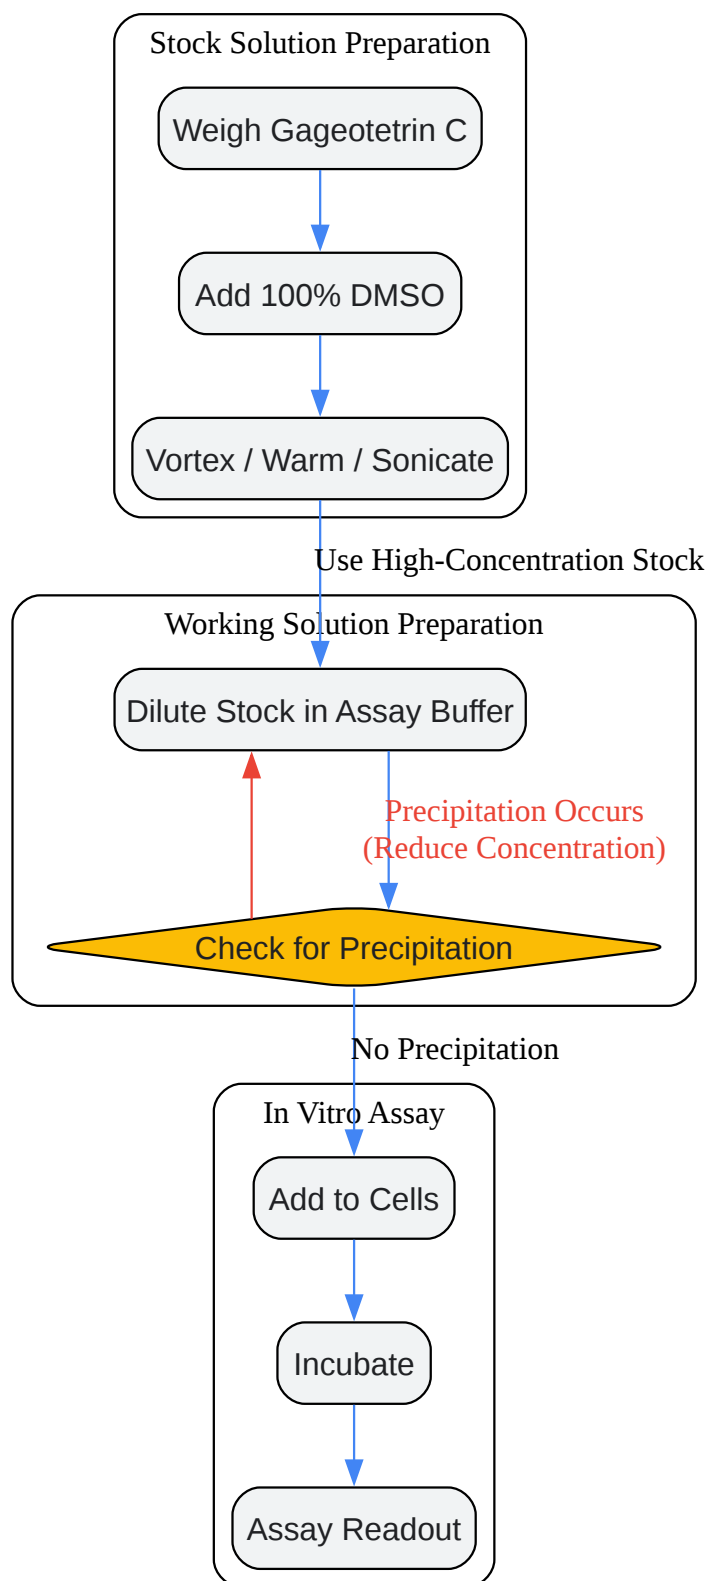 Stock Solution Preparation
Weigh Gageotetrin C
Add 100% DMSO
Vortex / Warm / Sonicate
Use High-Concentration Stock
Working Solution Preparation
Dilute Stock in Assay Buffer
Precipitation Occurs
(Reduce Concentration)
Check for Precipitation
No Precipitation
In Vitro Assay
Add to Cells
Incubate
Assay Readout